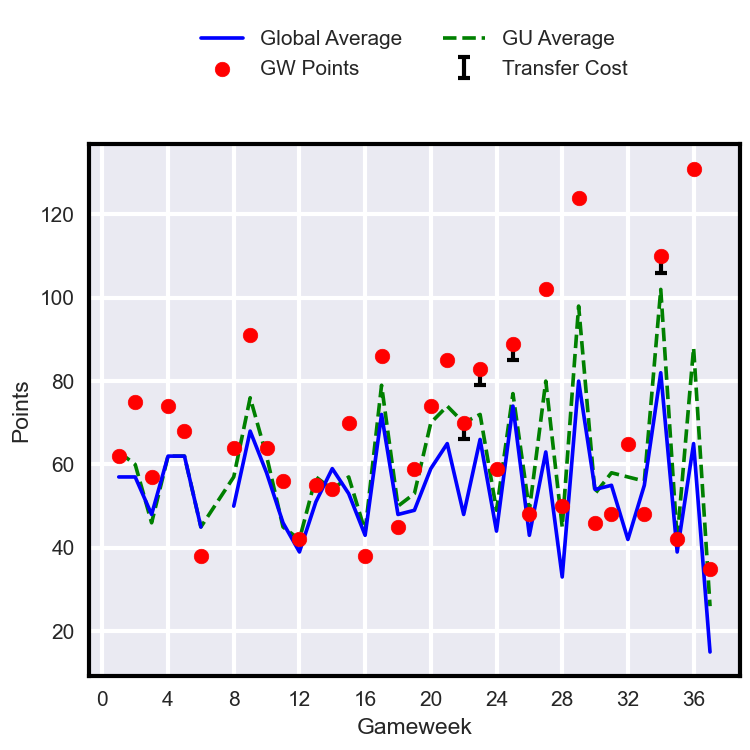 Global Average
GU Average
GW Points
Transfer Cost
120
100
80
60
40
20
Points
0 4 8 12 16 20 24 28 32 36
Gameweek